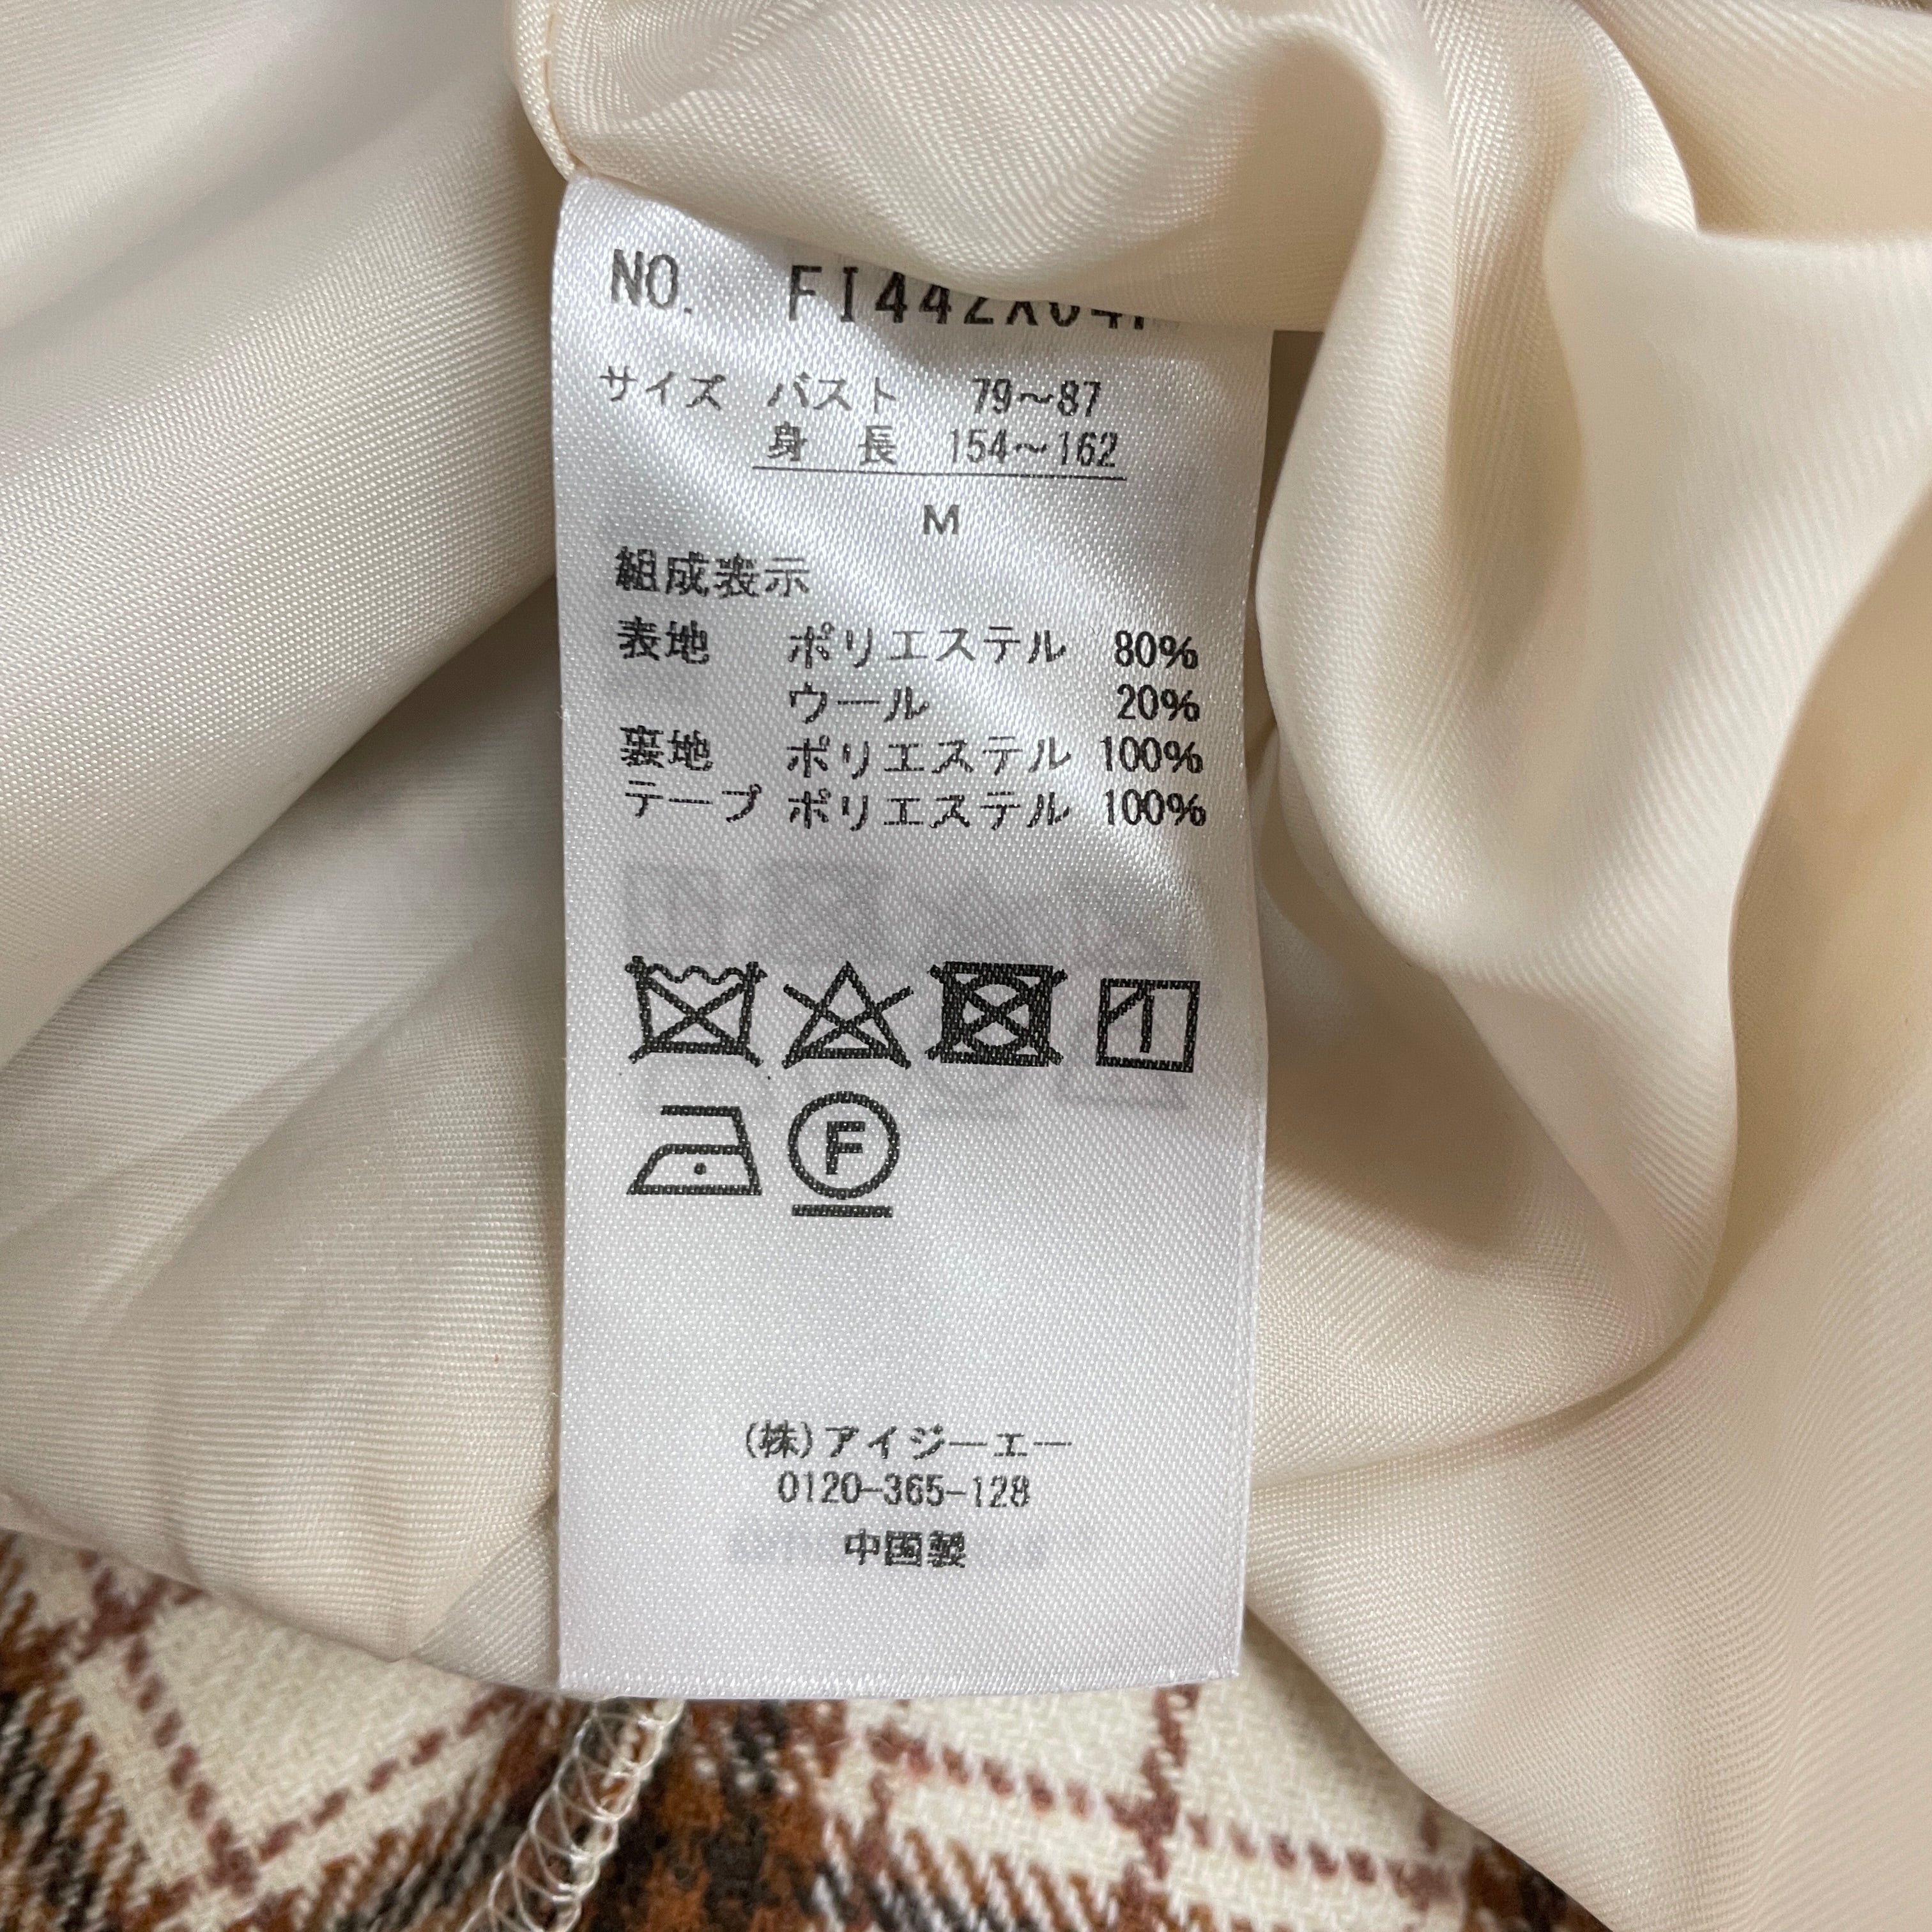 NO.
サイズ バスト 79～87
身 長 154～162
M
組成表示
表地 ポリエステル 80%
ウール 20%
裏地 ポリエステル 100%
テープ ポリエステル 100%
1
F
(株)アイジーエー
0120-365-128
中国製